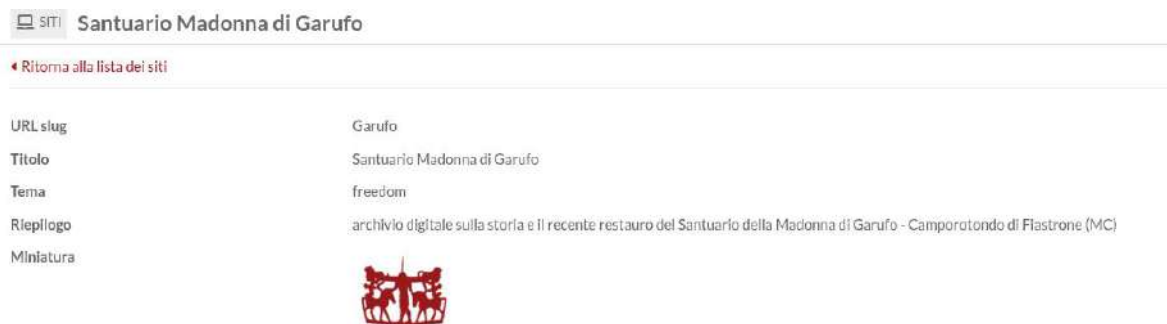 SITI Santuario Madonna di Garufo
Ritorna alla lista dei siti
URL slug Garufo
Titolo Santuario Madonna di Garufo
Tema freedom
Riepilogo archivio digitale sulla storia e il recente restauro del Santuario della Madonna di Garufo - Camporotondo di Fiastrone (MC)
Miniatura